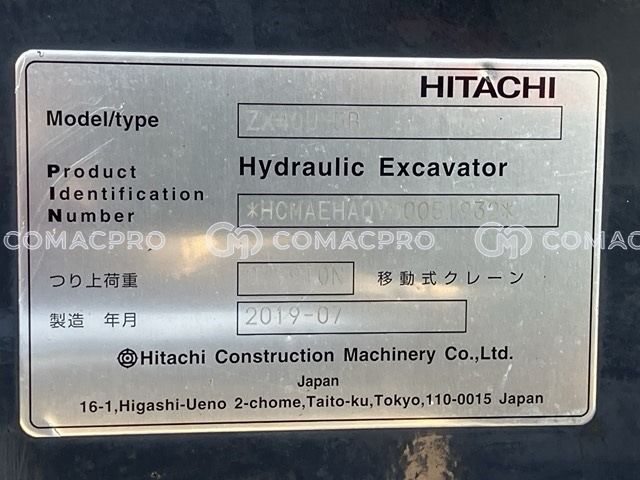 HITACHI
Model/type
Product Hydraulic Excavator
Identification
Number
COMACPRO COMACPRO COMACPRO
つり上荷重 移動式クレーン
製造 年月 2019-07
Hitachi Construction Machinery Co.,Ltd.
Japan
16-1,Higashi-Ueno 2-chome,Taito-ku,Tokyo,110-0015 Japan